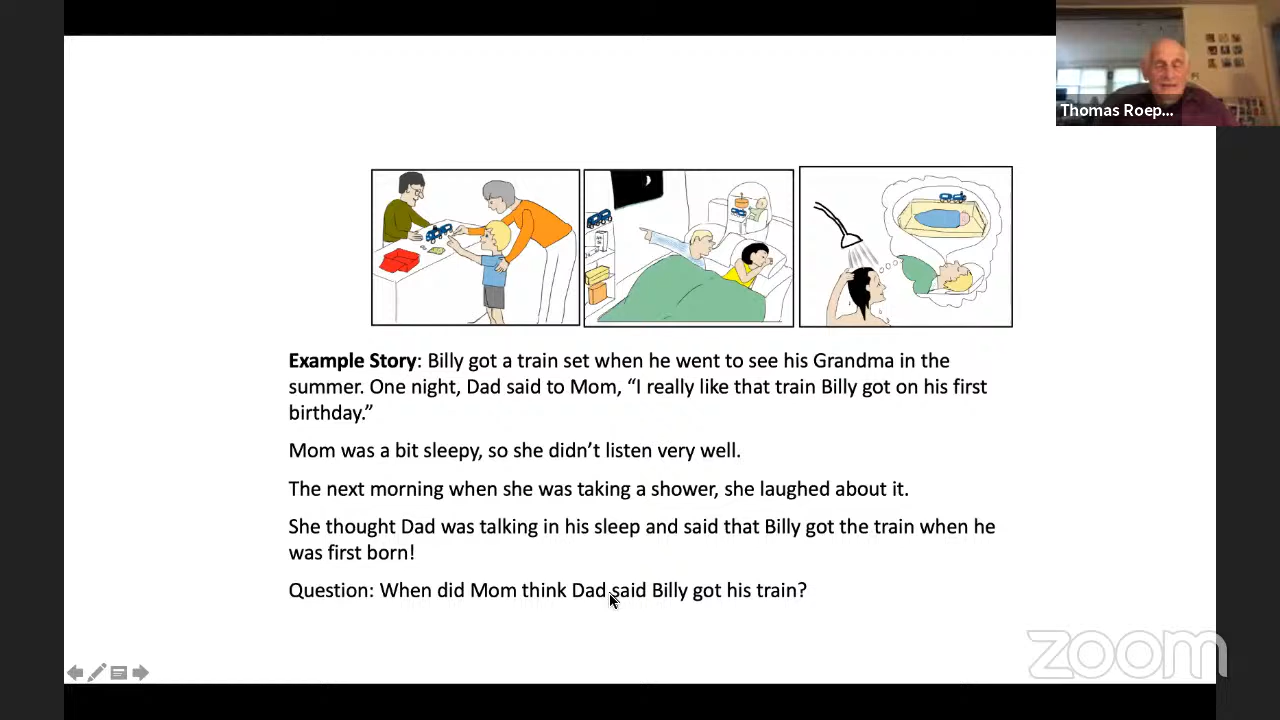 Thomas Roep...
Example Story: Billy got a train set when he went to see his Grandma in the
summer. One night, Dad said to Mom, “I really like that train Billy got on his first
birthday.”
Mom was a bit sleepy, so she didn’t listen very well.
The next morning when she was taking a shower, she laughed about it.
She thought Dad was talking in his sleep and said that Billy got the train when he
was first born!
Question: When did Mom think Dad said Billy got his train?
zoom